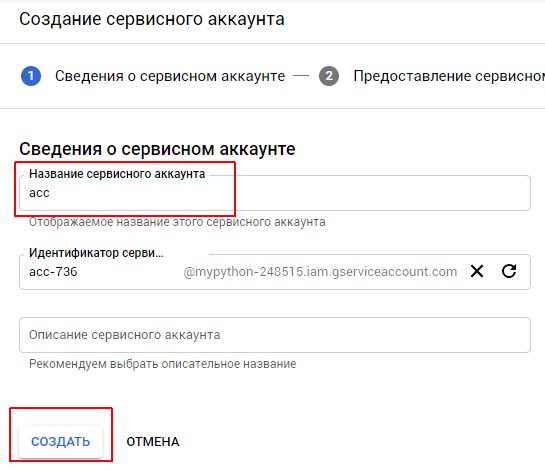 Создание сервисного аккаунта
1 Сведения о сервисном аккаунте — 2 Предоставление сервисном
Сведения о сервисном аккаунте
Название сервисного аккаунта
acc
Отображаемое название этого сервисного аккаунта
Идентификатор серви...
acc-736 @mypython-248515.iam.gserviceaccount.com
Описание сервисного аккаунта
Рекомендуем выбрать описательное название
СОЗДАТЬ ОТМЕНА